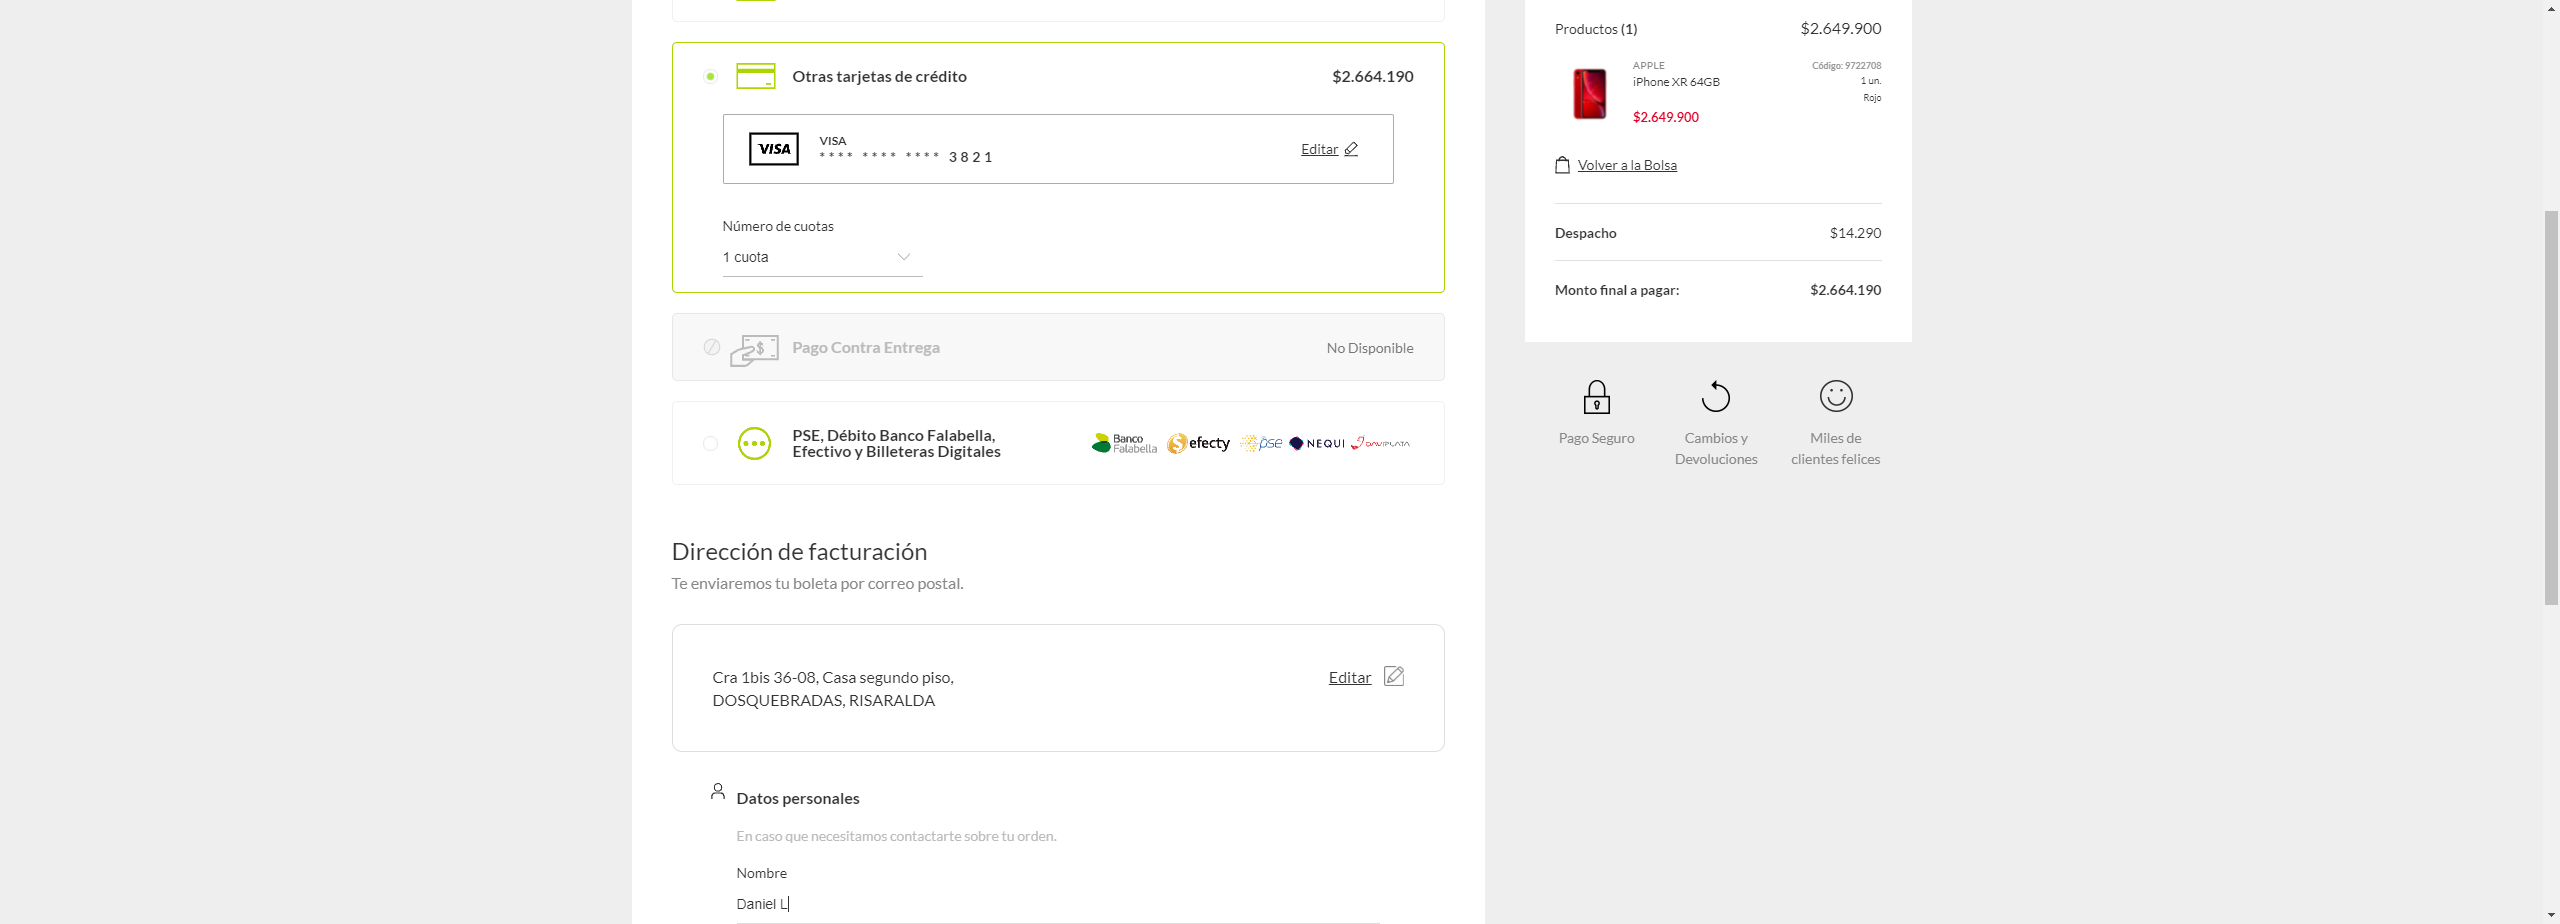 Otras tarjetas de crédito
$2.664.190
VISA
VISA
**** **** **** 3821
Editar
Número de cuotas
1 cuota
Pago Contra Entrega
No Disponible
PSE, Débito Banco Falabella,
Efectivo y Billeteras Digitales
Banco
Falabella
efecty
pse
NEQUI
DAVIPLATA
Dirección de facturación
Te enviaremos tu boleta por correo postal.
Cra 1bis 36-08, Casa segundo piso,
DOSQUEBRADAS, RISARALDA
Editar
Datos personales
En caso que necesitamos contactarte sobre tu orden.
Nombre
Daniel L
Productos (1)
$2.649.900
APPLE
iPhone XR 64GB
$2.649.900
Código: 9722708
1 un.
Rojo
Volver a la Bolsa
Despacho
$14.290
Monto final a pagar:
$2.664.190
Pago Seguro
Cambios y
Devoluciones
Miles de
clientes felices